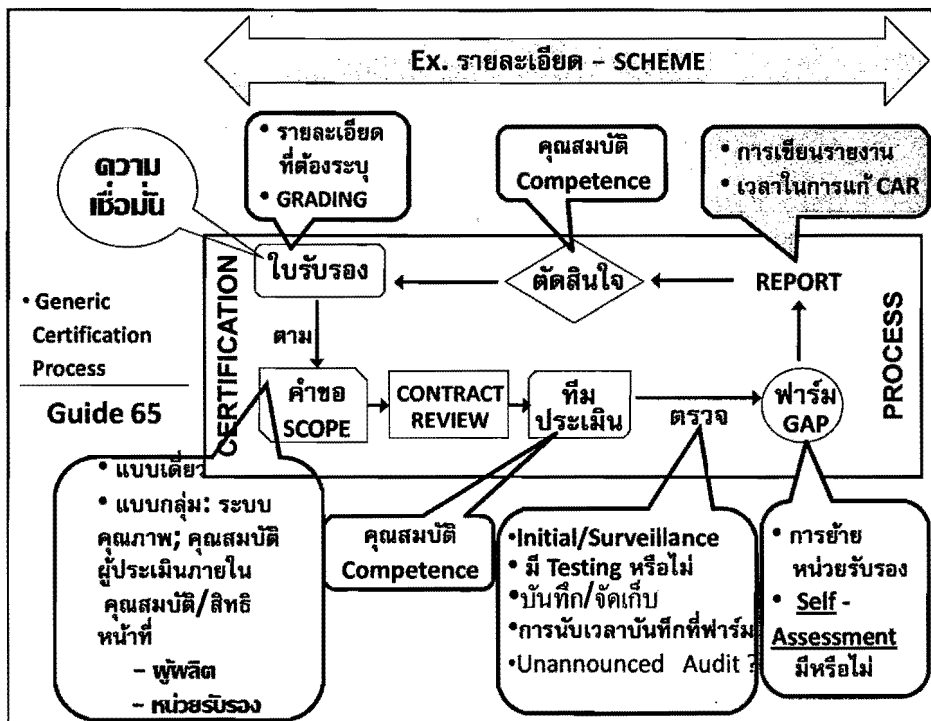 Ex. รายละเอียด – SCHEME
• รายละเอียด
ที่ต้องระบุ
• GRADING
คุณสมบัติ
Competence
• การเขียนรายงาน
• เวลาในการแก้ CAR
ความ
เชื่อมั่น
ใบรับรอง
ตัดสินใจ
REPORT
CERTIFICATION
PROCESS
• Generic
Certification
Process
Guide 65
ตาม
คำขอ
SCOPE
CONTRACT
REVIEW
ทีม
ประเมิน
ตรวจ
ฟาร์ม
GAP
• แบบเดี่ยว
• แบบกลุ่ม: ระบบ
คุณภาพ; คุณสมบัติ
ผู้ประเมินภายใน
คุณสมบัติ/สิทธิ
หน้าที่
– ผู้ผลิต
– หน่วยรับรอง
คุณสมบัติ
Competence
•Initial/Surveillance
• มี Testing หรือไม่
•บันทึก/จัดเก็บ
•การนับเวลาบันทึกที่ฟาร์ม
•Unannounced Audit ?
• การย้าย
หน่วยรับรอง
• Self -
Assessment
มีหรือไม่